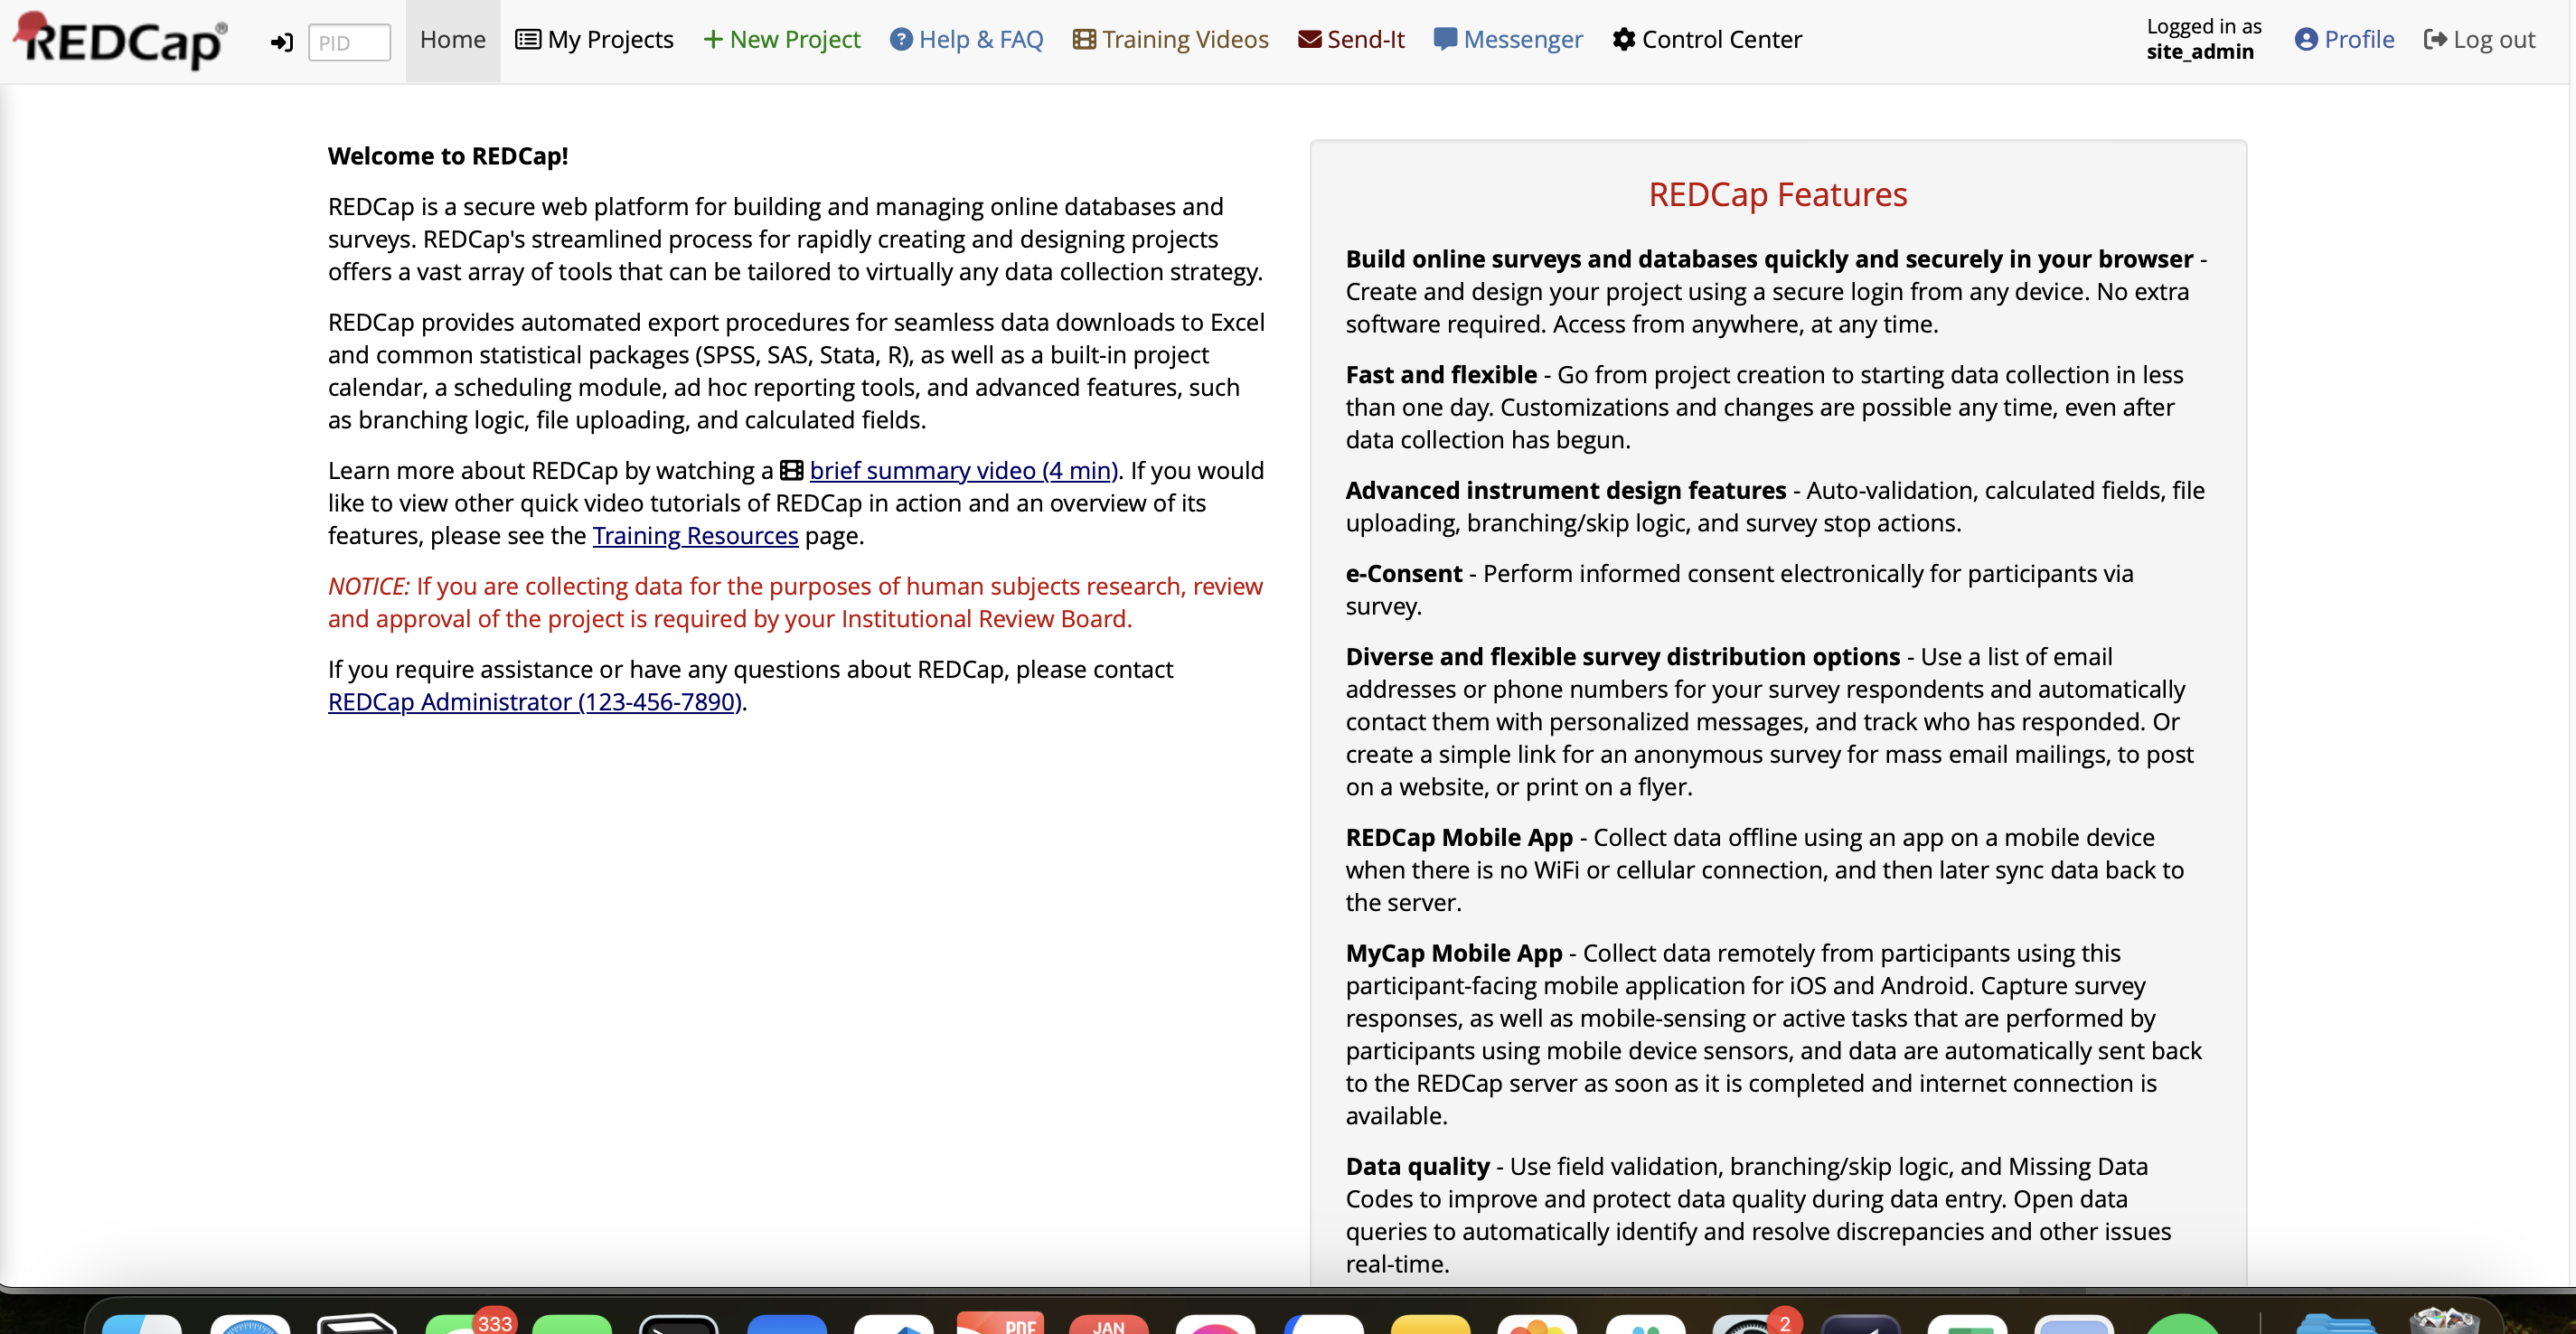 REDCap®
PID
Home
My Projects
New Project
Help & FAQ
Training Videos
Send-It
Messenger
Control Center
Logged in as
site_admin
Profile
Log out
Welcome to REDCap!
REDCap is a secure web platform for building and managing online databases and
surveys. REDCap's streamlined process for rapidly creating and designing projects
offers a vast array of tools that can be tailored to virtually any data collection strategy.
REDCap provides automated export procedures for seamless data downloads to Excel
and common statistical packages (SPSS, SAS, Stata, R), as well as a built-in project
calendar, a scheduling module, ad hoc reporting tools, and advanced features, such
as branching logic, file uploading, and calculated fields.
Learn more about REDCap by watching a brief summary video (4 min). If you would
like to view other quick video tutorials of REDCap in action and an overview of its
features, please see the Training Resources page.
NOTICE: If you are collecting data for the purposes of human subjects research, review
and approval of the project is required by your Institutional Review Board.
If you require assistance or have any questions about REDCap, please contact
REDCap Administrator (123-456-7890).
REDCap Features
Build online surveys and databases quickly and securely in your browser -
Create and design your project using a secure login from any device. No extra
software required. Access from anywhere, at any time.
Fast and flexible - Go from project creation to starting data collection in less
than one day. Customizations and changes are possible any time, even after
data collection has begun.
Advanced instrument design features - Auto-validation, calculated fields, file
uploading, branching/skip logic, and survey stop actions.
e-Consent - Perform informed consent electronically for participants via
survey.
Diverse and flexible survey distribution options - Use a list of email
addresses or phone numbers for your survey respondents and automatically
contact them with personalized messages, and track who has responded. Or
create a simple link for an anonymous survey for mass email mailings, to post
on a website, or print on a flyer.
REDCap Mobile App - Collect data offline using an app on a mobile device
when there is no WiFi or cellular connection, and then later sync data back to
the server.
MyCap Mobile App - Collect data remotely from participants using this
participant-facing mobile application for iOS and Android. Capture survey
responses, as well as mobile-sensing or active tasks that are performed by
participants using mobile device sensors, and data are automatically sent back
to the REDCap server as soon as it is completed and internet connection is
available.
Data quality - Use field validation, branching/skip logic, and Missing Data
Codes to improve and protect data quality during data entry. Open data
queries to automatically identify and resolve discrepancies and other issues
real-time.
333
PDF
JAN
2